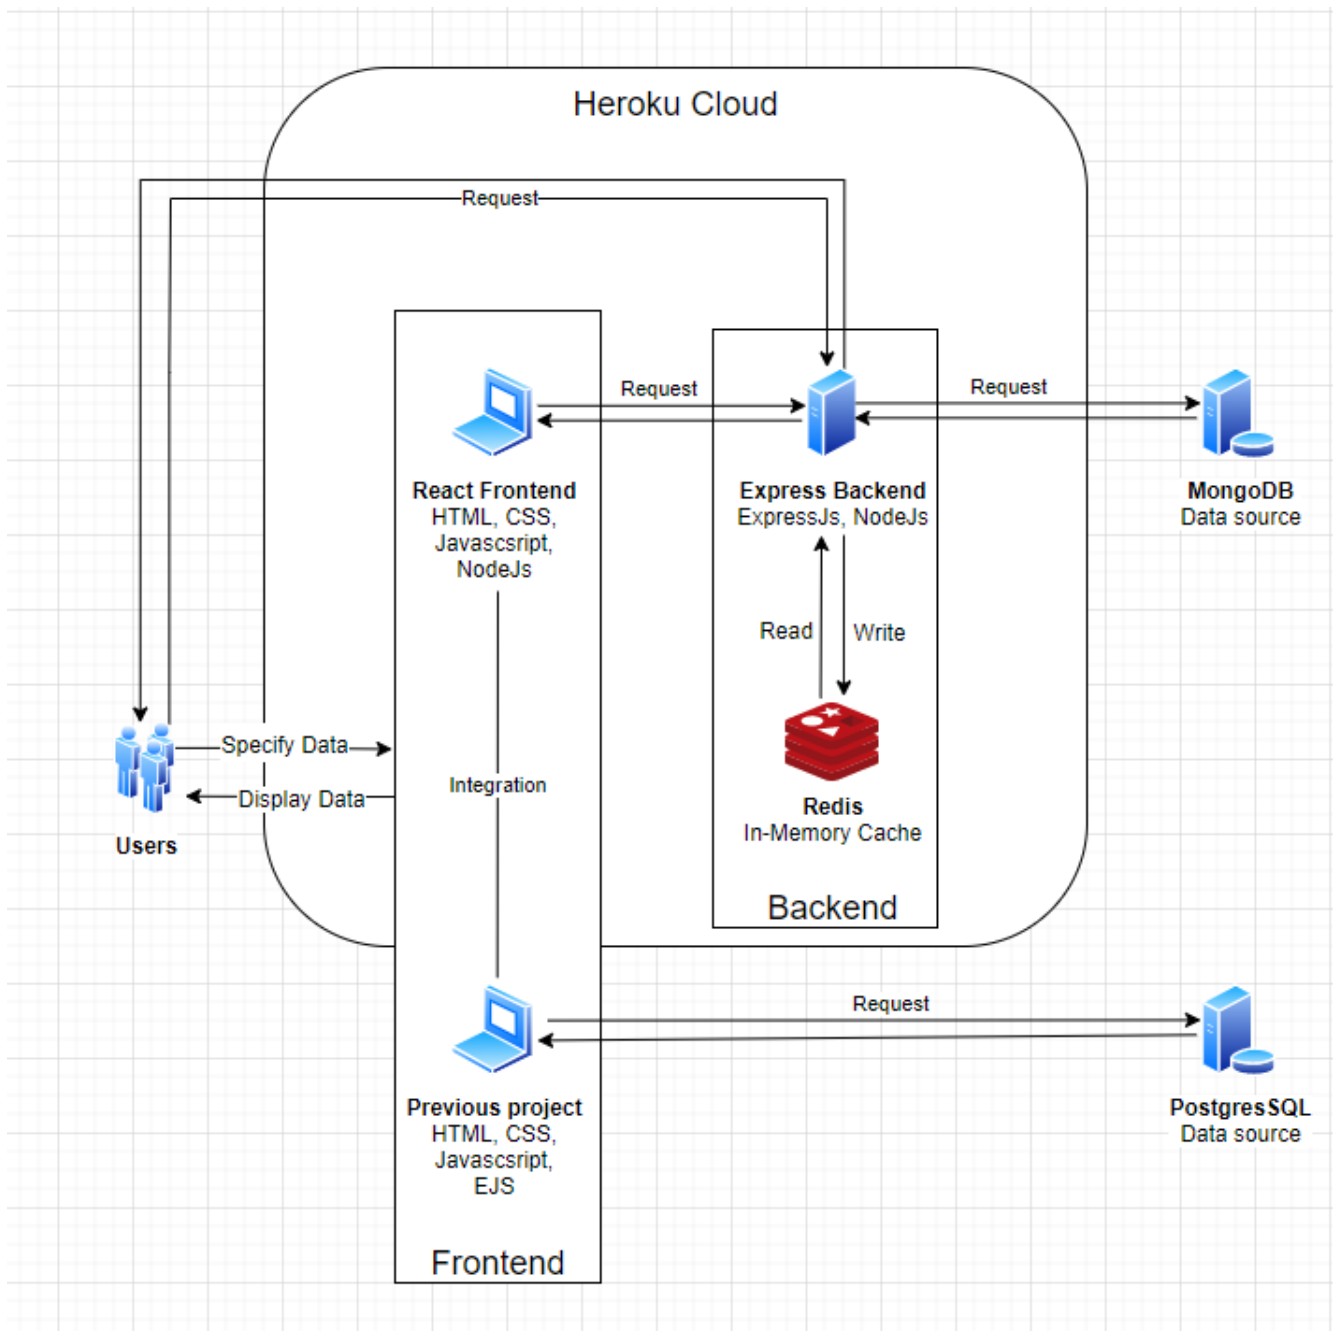 Heroku Cloud
Request
Request
Request
React Frontend
HTML, CSS,
Javascsript,
NodeJs
Express Backend
ExpressJs, NodeJs
MongoDB
Data source
Read
Write
Specify Data
Display Data
Integration
Users
Redis
In-Memory Cache
Backend
Request
Previous project
HTML, CSS,
Javascsript,
EJS
PostgresSQL
Data source
Frontend